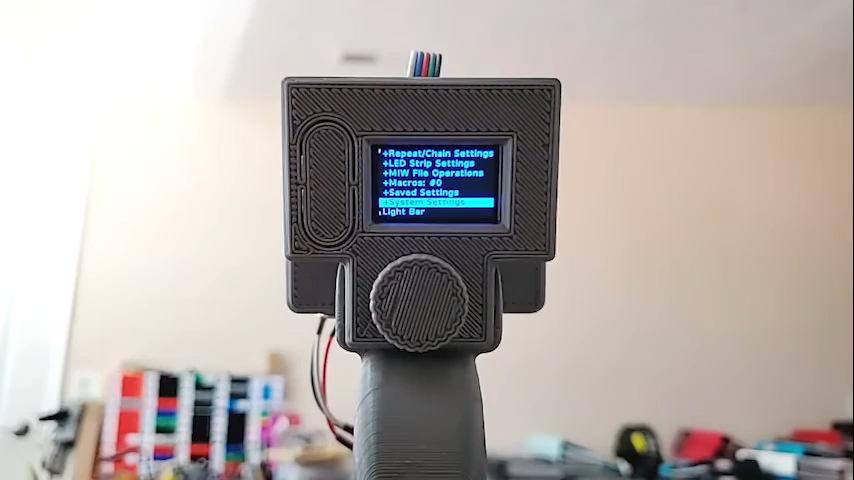 +Repeat/Chain Settings
+LED Strip Settings
+MIW File Operations
+Macros: #0
+Saved Settings
+System Settings
Light Bar